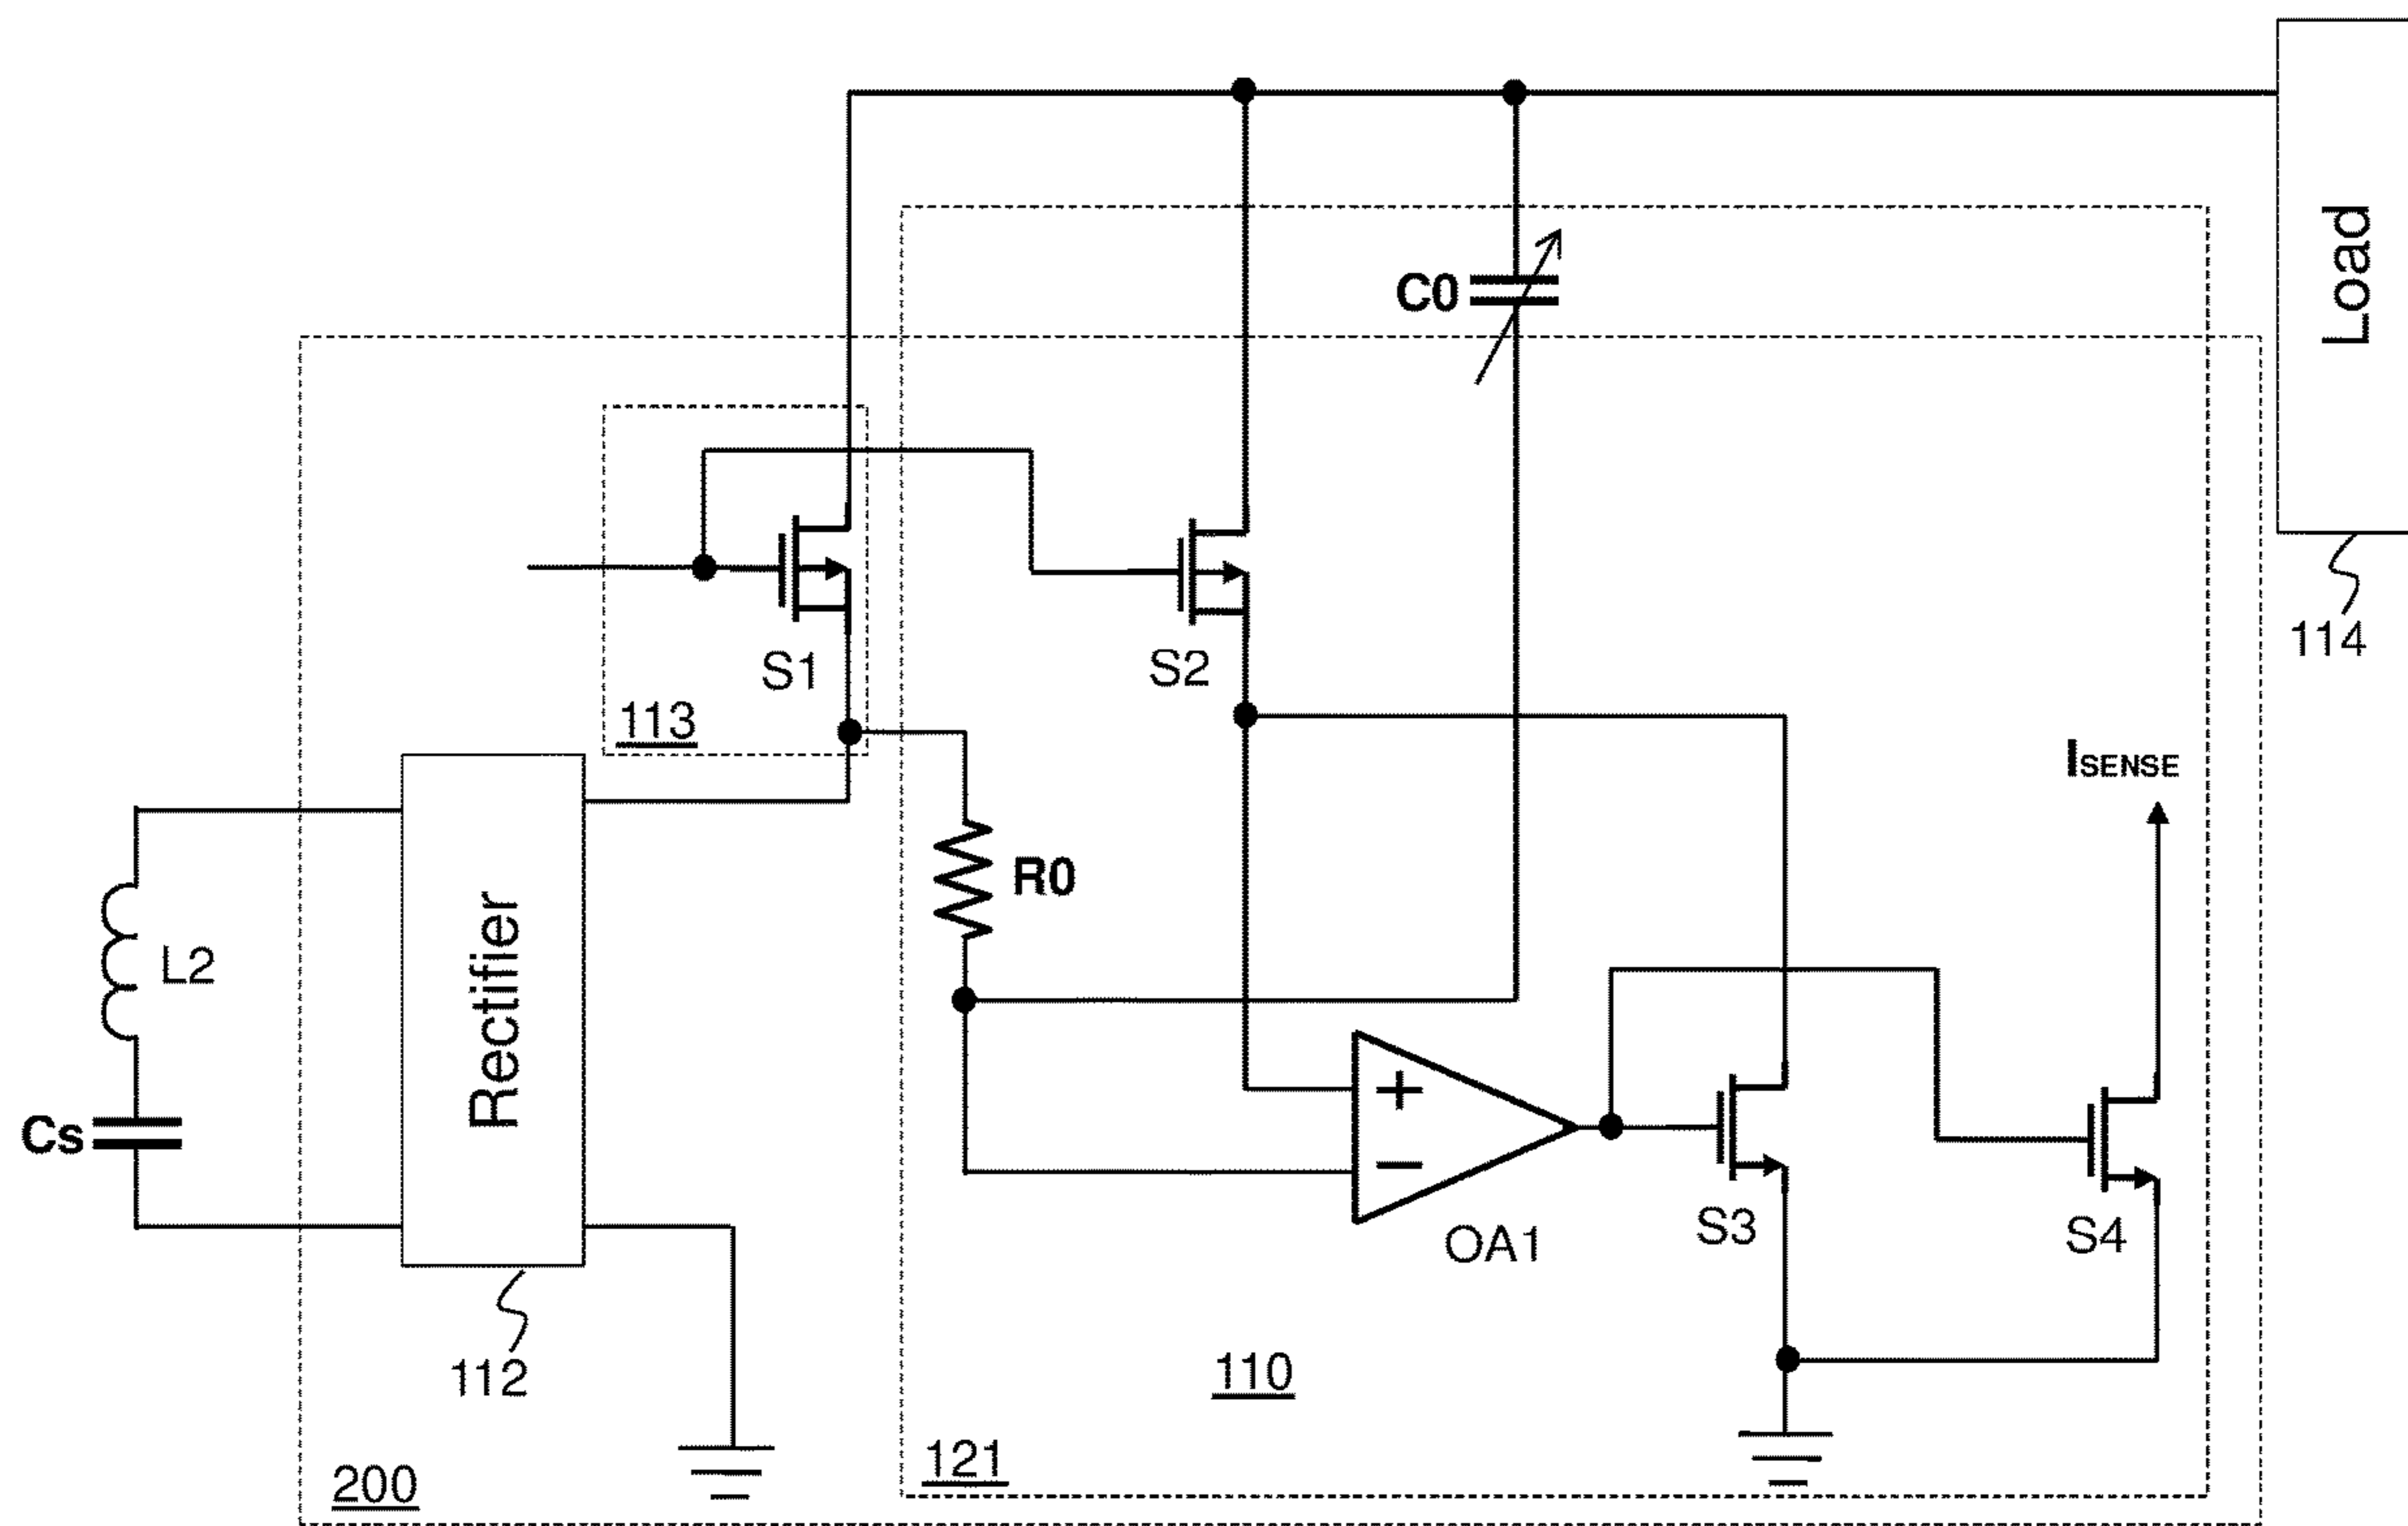 Load
C0
114
S1
S2
113
ISENSE
R0
Rectifier
L2
+
Cs
−
S3
S4
OA1
112
110
121
200